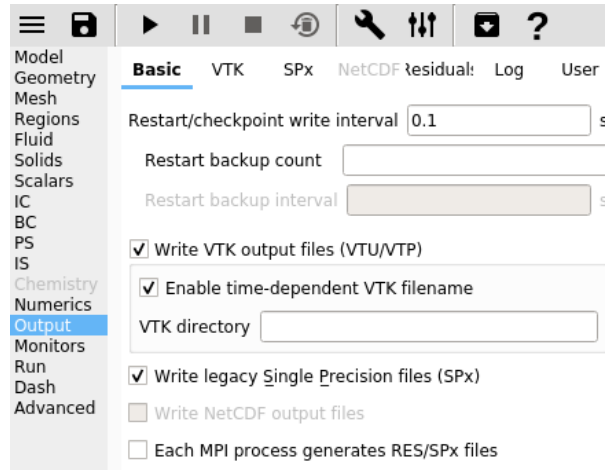 ?
Model
Geometry
Mesh
Regions
Fluid
Solids
Scalars
IC
BC
PS
IS
Chemistry
Numerics
Output
Monitors
Run
Dash
Advanced
Basic VTK SPx NetCDF Residuals Log User
Restart/checkpoint write interval 0.1 s
Restart backup count
Restart backup interval s
Write VTK output files (VTU/VTP)
Enable time-dependent VTK filename
VTK directory
Write legacy Single Precision files (SPx)
Write NetCDF output files
Each MPI process generates RES/SPx files